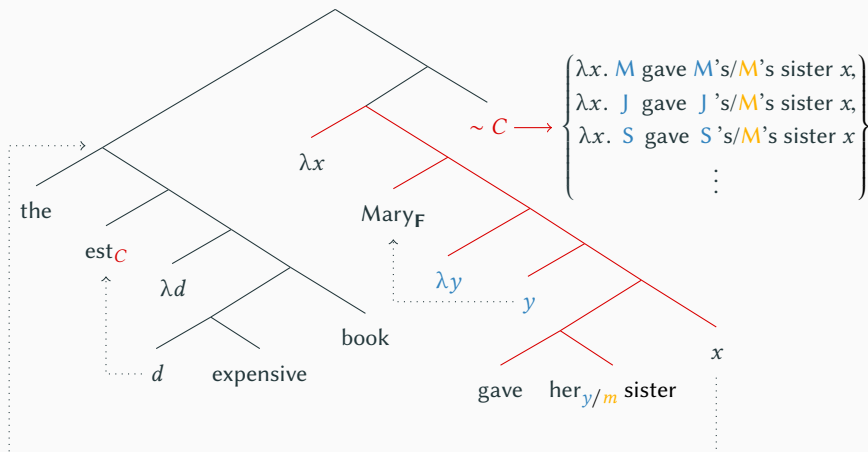 λx. M gave M's/M's sister x,
λx. J gave J's/M's sister x,
λx. S gave S's/M's sister x
⋮
∼ C
λx
the
Mary_F
est_C
λd
λy
y
book
x
d
expensive
gave
her_y/m sister